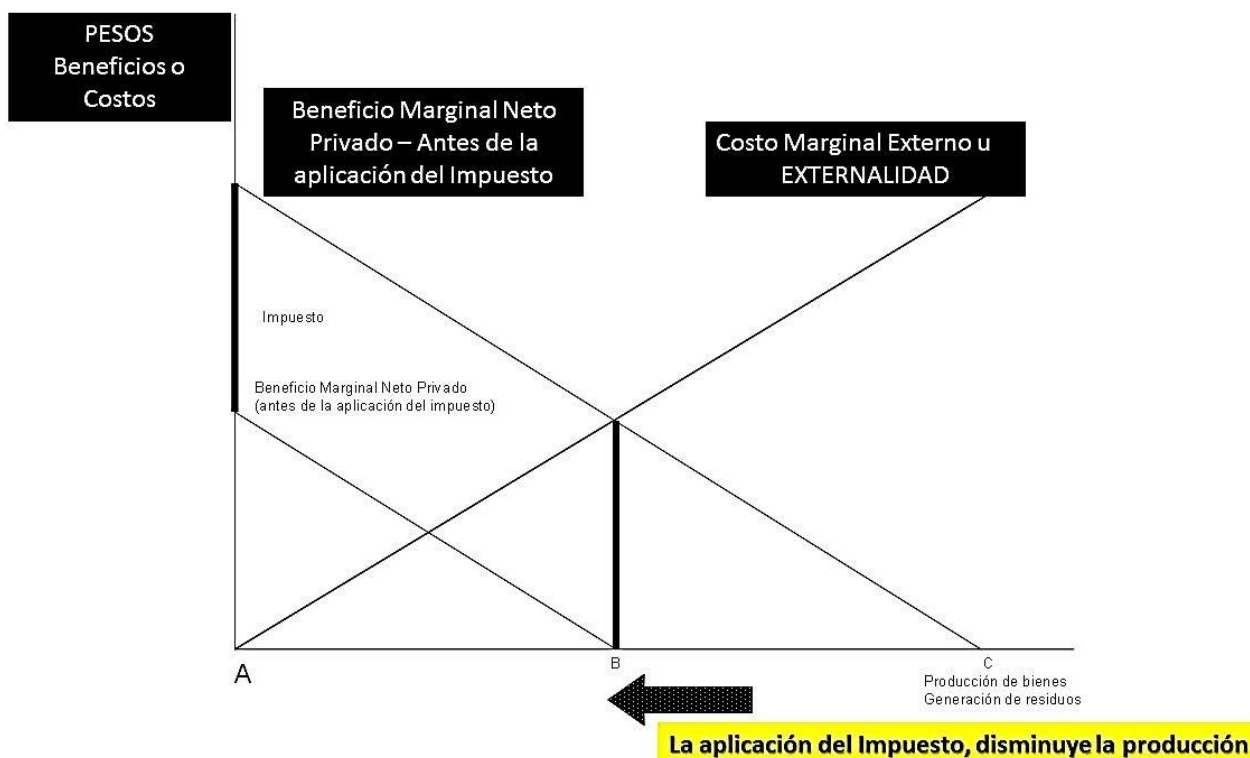 PESOS
Beneficios o
Costos
Beneficio Marginal Neto
Privado – Antes de la
aplicación del Impuesto
Costo Marginal Externo u
EXTERNALIDAD
Impuesto
Beneficio Marginal Neto Privado
(antes de la aplicación del impuesto)
A
B
C
Producción de bienes
Generación de residuos
La aplicación del Impuesto, disminuye la producción